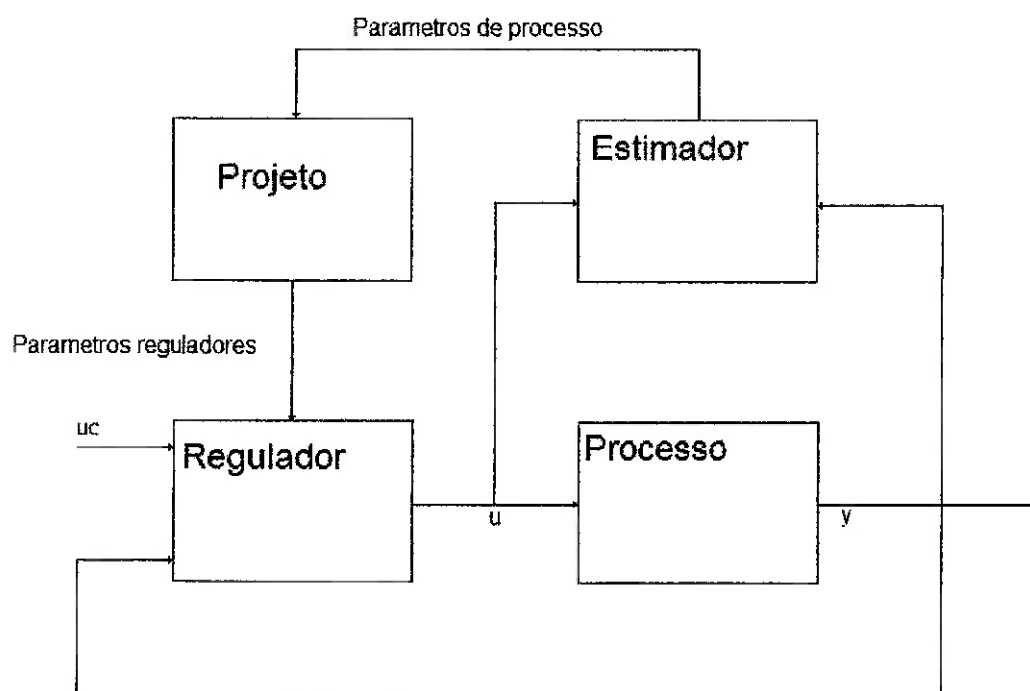 Parametros de processo
Estimador
Projeto
Parametros reguladores
uc
Regulador
Processo
u
y